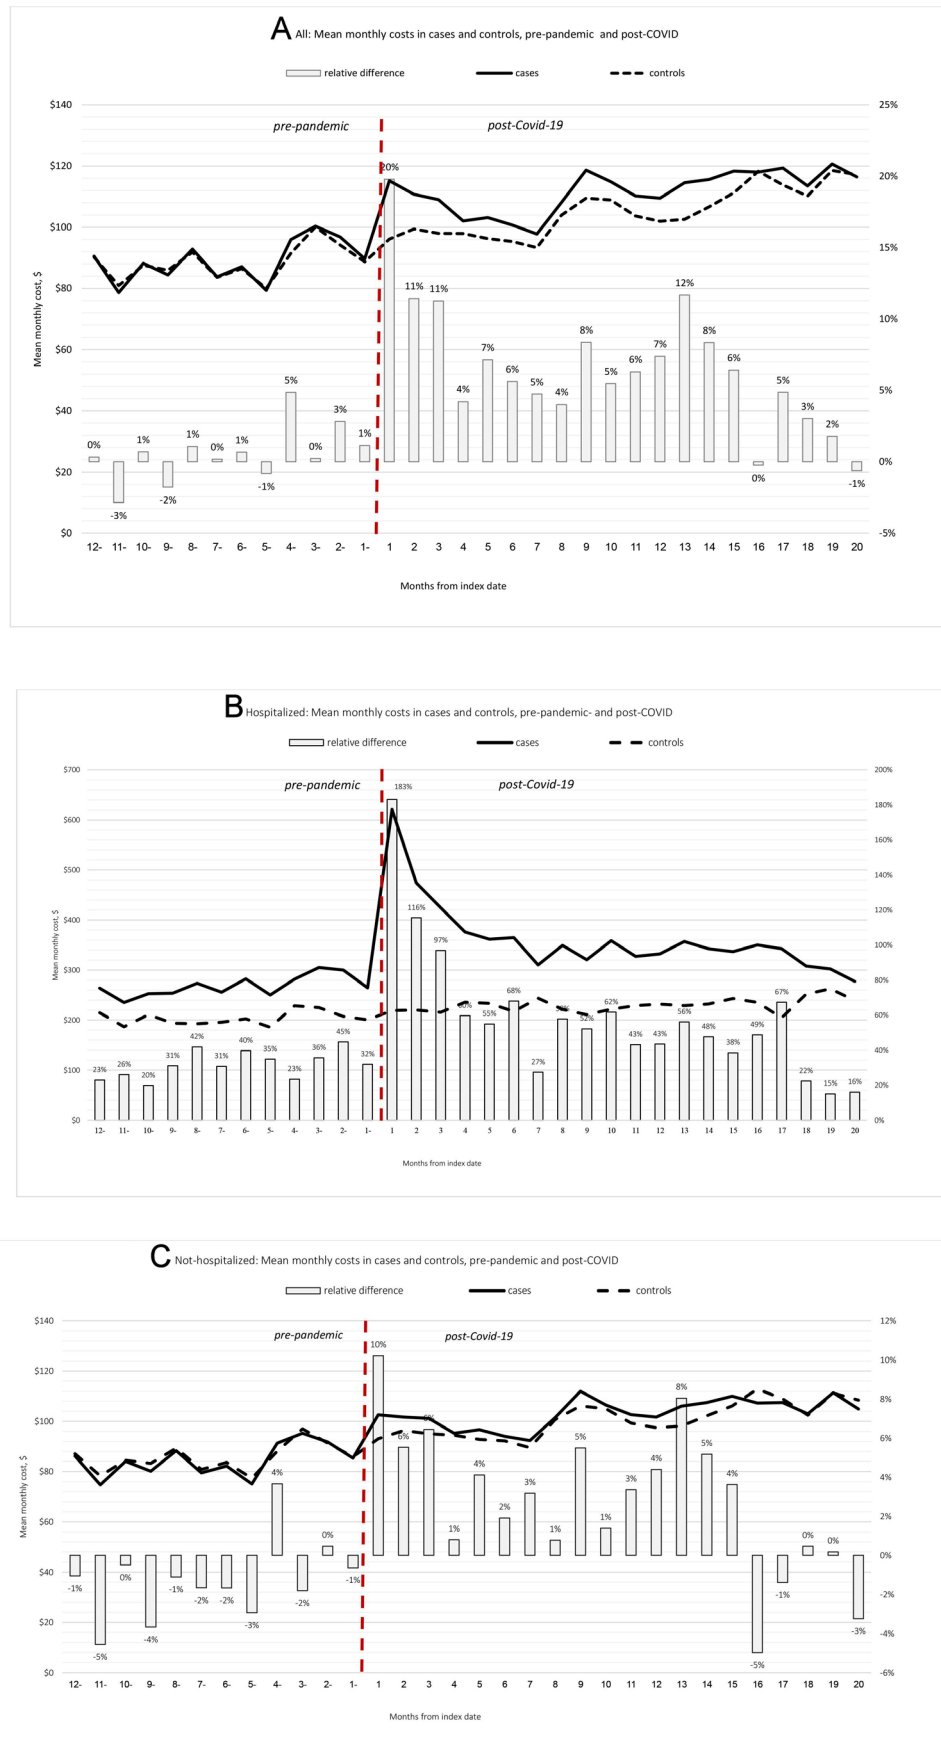 A All: Mean monthly costs in cases and controls, pre-pandemic and post-COVID
relative difference cases controls
$140 25%
pre-pandemic post-Covid-19
$120 20%
$100 15%
$80 10%
$60 5%
$40 0%
$20 -5%
$0
Mean monthly cost, $
0% -3% 1% -2% 1% 0% 1% -1% 5% 0% 3% 1% 20% 11% 11% 4% 7% 6% 5% 4% 8% 5% 6% 7% 12% 8% 6% 0% 5% 3% 2% -1%
12- 11- 10- 9- 8- 7- 6- 5- 4- 3- 2- 1- 1 2 3 4 5 6 7 8 9 10 11 12 13 14 15 16 17 18 19 20
Months from index date
B Hospitalized: Mean monthly costs in cases and controls, pre-pandemic- and post-COVID
relative difference cases controls
$700 200%
pre-pandemic post-Covid-19
$600 180%
$500 160%
$400 140%
$300 120%
$200 100%
$100 80%
$0 60%
40%
20%
0%
Mean monthly cost, $
23% 26% 20% 31% 42% 31% 40% 35% 23% 36% 45% 32% 183% 116% 97% 55% 68% 27% 52% 62% 43% 43% 56% 48% 38% 49% 67% 22% 15% 16%
12- 11- 10- 9- 8- 7- 6- 5- 4- 3- 2- 1- 1 2 3 4 5 6 7 8 9 10 11 12 13 14 15 16 17 18 19 20
Months from index date
C Not-hospitalized: Mean monthly costs in cases and controls, pre-pandemic and post-COVID
relative difference cases controls
$140 12%
pre-pandemic post-Covid-19
$120 10%
$100 8%
$80 6%
$60 4%
$40 2%
$20 0%
$0 -2%
-4%
-6%
Mean monthly cost, $
-1% -5% 0% -4% -1% -2% -2% -3% 4% -2% 0% -1% 10% 6% 6% 1% 4% 2% 3% 1% 5% 1% 3% 4% 8% 5% 4% -5% -1% 0% 0% -3%
12- 11- 10- 9- 8- 7- 6- 5- 4- 3- 2- 1- 1 2 3 4 5 6 7 8 9 10 11 12 13 14 15 16 17 18 19 20
Months from index date